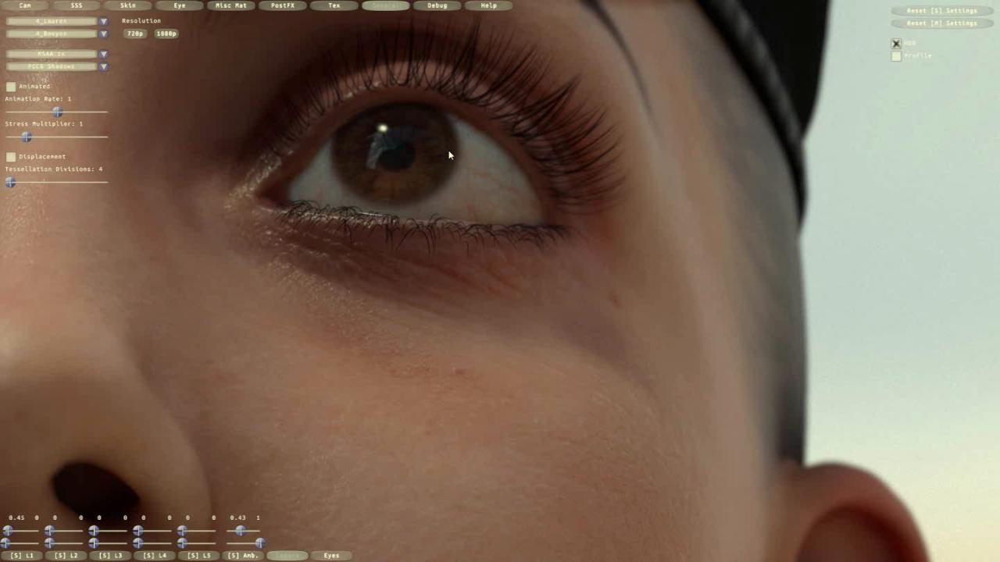 Cam SSS Skin Eye Misc Mat PostFX Tex General Debug Help
4_Lauren
Resolution
720p 1080p
MSAA 1x
PCCS Shadows
Animated
Animation Rate: 1
Stress Multiplier: 1
Displacement
Tessellation Divisions: 4
Reset [S] Settings
Reset [M] Settings
HDR
Profile
0.45 0 0 0 0 0 0 0 0 0 0.43 1
[S] L1 [S] L2 [S] L3 [S] L4 [S] L5 [S] Amb. Camera Eyes